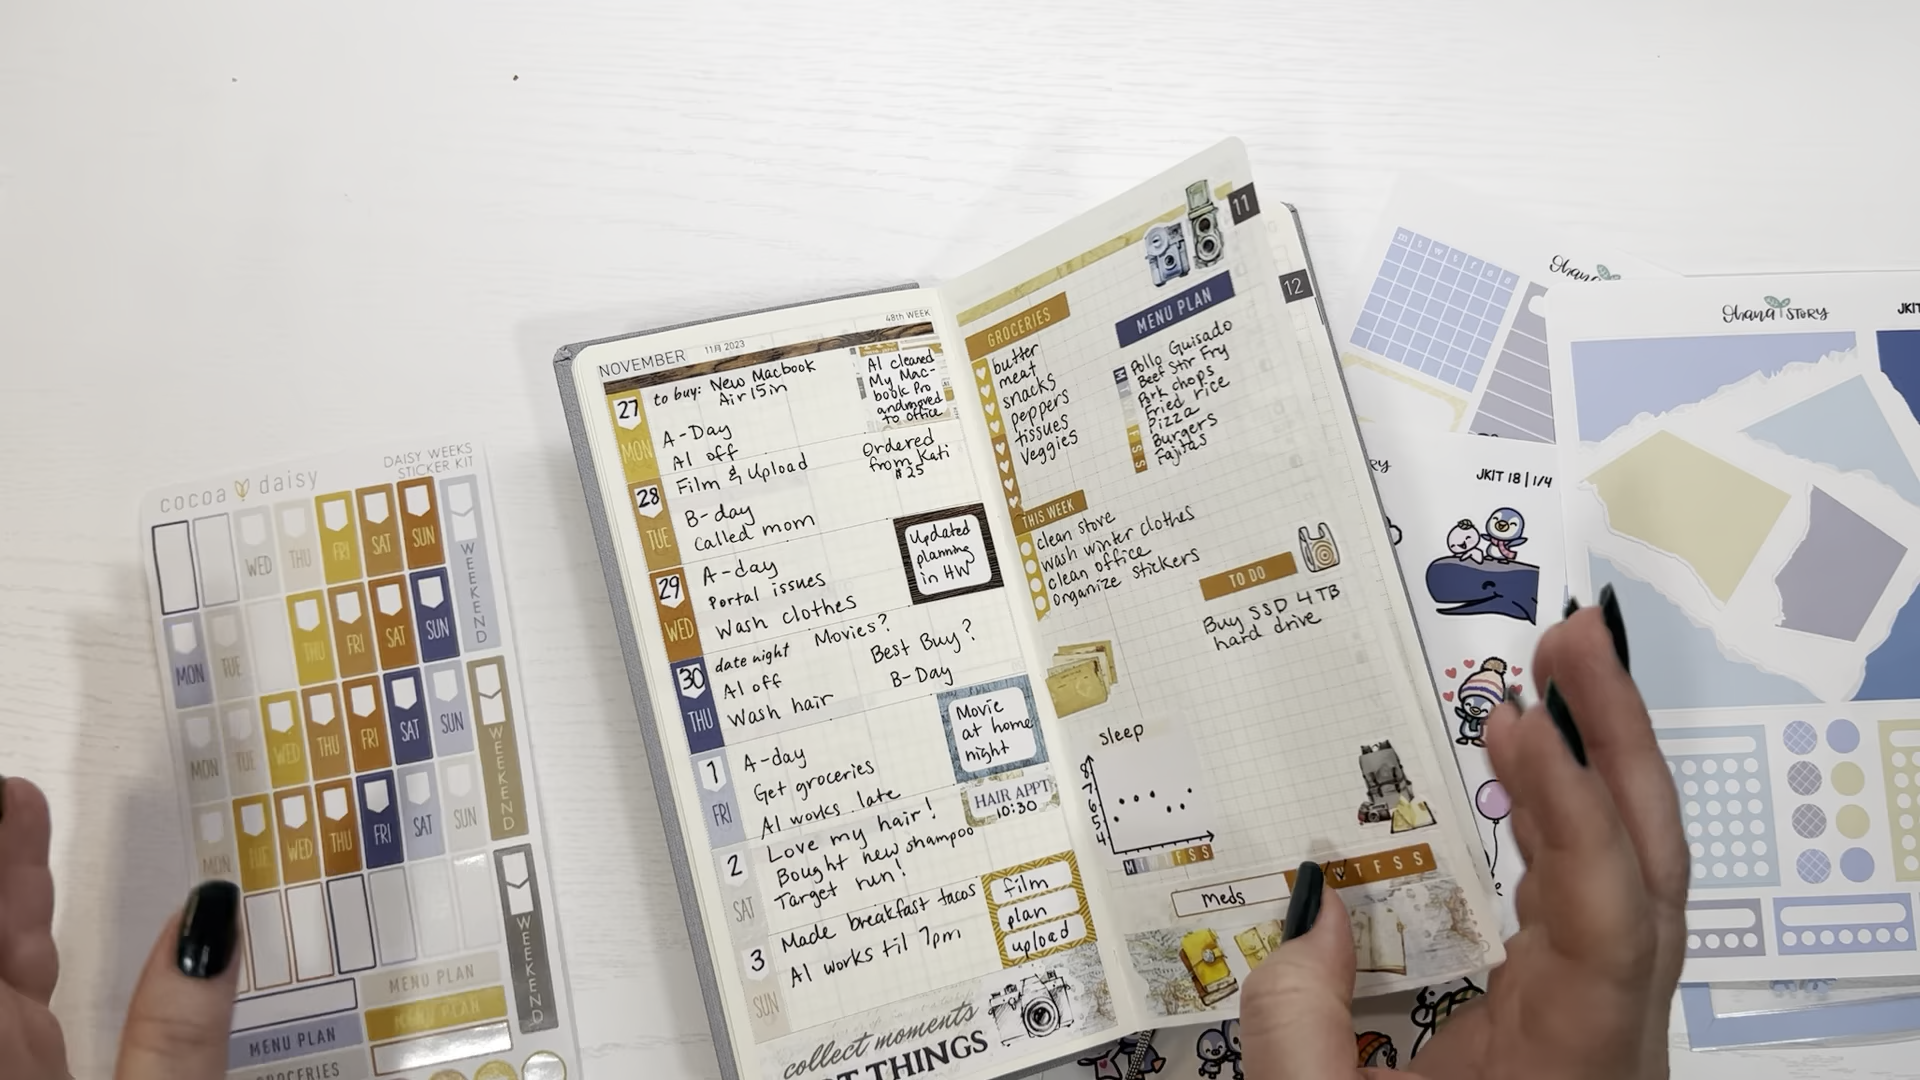 cocoa daisy
DAISY WEEKS
STICKER KIT
WED THU FRI SAT SUN
WEEKEND
MON TUE THU FRI SAT SUN
MON TUE WED THU FRI SAT SUN
WEEKEND
MON TUE WED THU FRI SAT SUN
WEEKEND
MENU PLAN
MENU PLAN
MENU PLAN
GROCERIES
48th WEEK
NOVEMBER 11月 2023
27
MON
to buy: New Macbook
Air 15in
A-Day
Al off
Film & Upload
Al cleaned
My Mac-
book Pro
and moved
to office
Ordered
from Kati
$25
28
TUE
B-day
Called mom
Updated
planning
in HW
29
WED
A-day
Portal issues
Wash clothes
30
THU
date night Movies?
Al off
Wash hair
Best Buy?
B-Day
1
FRI
A-day
Get groceries
Al works late
Movie
at home
night
HAIR APPT
10:30
2
SAT
Love my hair!
Bought new shampoo
Target run!
3
SUN
Made breakfast tacos
Al works til 7pm
film
plan
upload
collect moments
THINGS
11
12
GROCERIES
butter
meat
snacks
peppers
tissues
veggies
MENU PLAN
Pollo Guisado
Beef Stir Fry
Pork chops
Fried rice
Pizza
Burgers
Fajitas
THIS WEEK
clean stove
wash winter clothes
clean office
organize stickers
TO DO
Buy SSD 4TB
hard drive
sleep
8
7
6
5
4
M T W T F S S
meds
W T F S S
Ohana
Ohana STORY
JKIT
JKIT 18 | 1/4